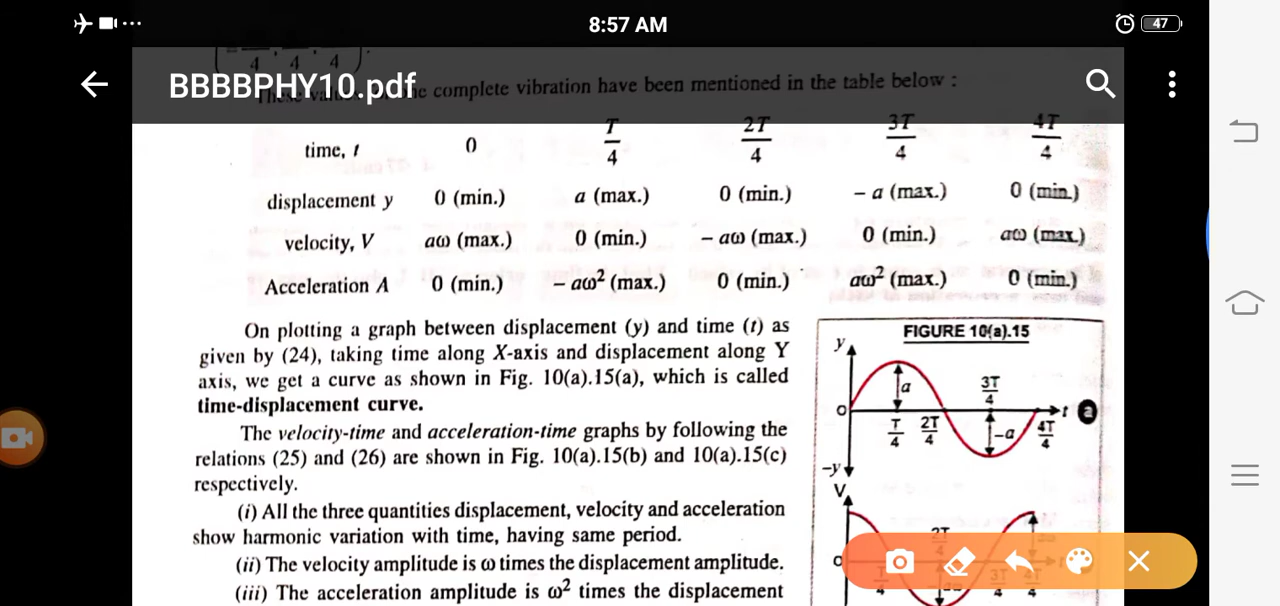 8:57 AM
47
BBBBPHY10.pdf
complete vibration have been mentioned in the table below :
time, t 0 T/4 2T/4 3T/4 4T/4
displacement y 0 (min.) a (max.) 0 (min.) – a (max.) 0 (min.)
velocity, V aω (max.) 0 (min.) – aω (max.) 0 (min.) aω (max.)
Acceleration A 0 (min.) – aω² (max.) 0 (min.) aω² (max.) 0 (min.)
On plotting a graph between displacement (y) and time (t) as
given by (24), taking time along X-axis and displacement along Y
axis, we get a curve as shown in Fig. 10(a).15(a), which is called
time-displacement curve.
The velocity-time and acceleration-time graphs by following the
relations (25) and (26) are shown in Fig. 10(a).15(b) and 10(a).15(c)
respectively.
(i) All the three quantities displacement, velocity and acceleration
show harmonic variation with time, having same period.
(ii) The velocity amplitude is ω times the displacement amplitude.
(iii) The acceleration amplitude is ω² times the displacement
FIGURE 10(a).15
y
a
3T/4
O
t
a
T/4 2T/4 –a 4T/4
–y
V
2T
O
3T
4
4